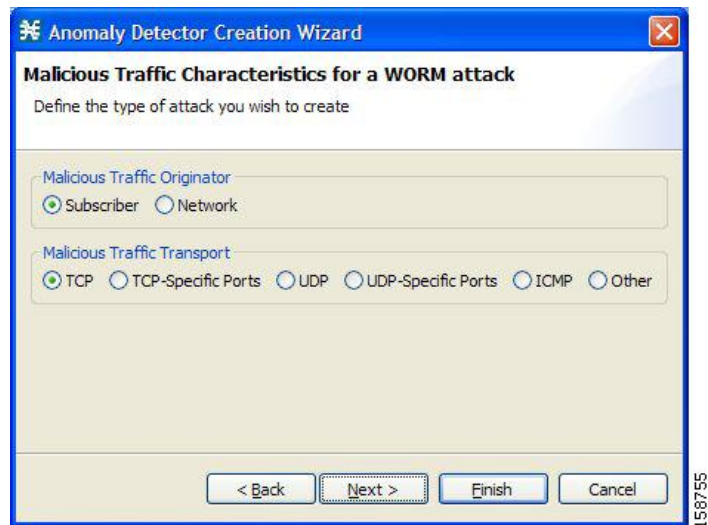 Anomaly Detector Creation Wizard
Malicious Traffic Characteristics for a WORM attack
Define the type of attack you wish to create
Malicious Traffic Originator
Subscriber Network
Malicious Traffic Transport
TCP TCP-Specific Ports UDP UDP-Specific Ports ICMP Other
< Back Next > Finish Cancel
158755